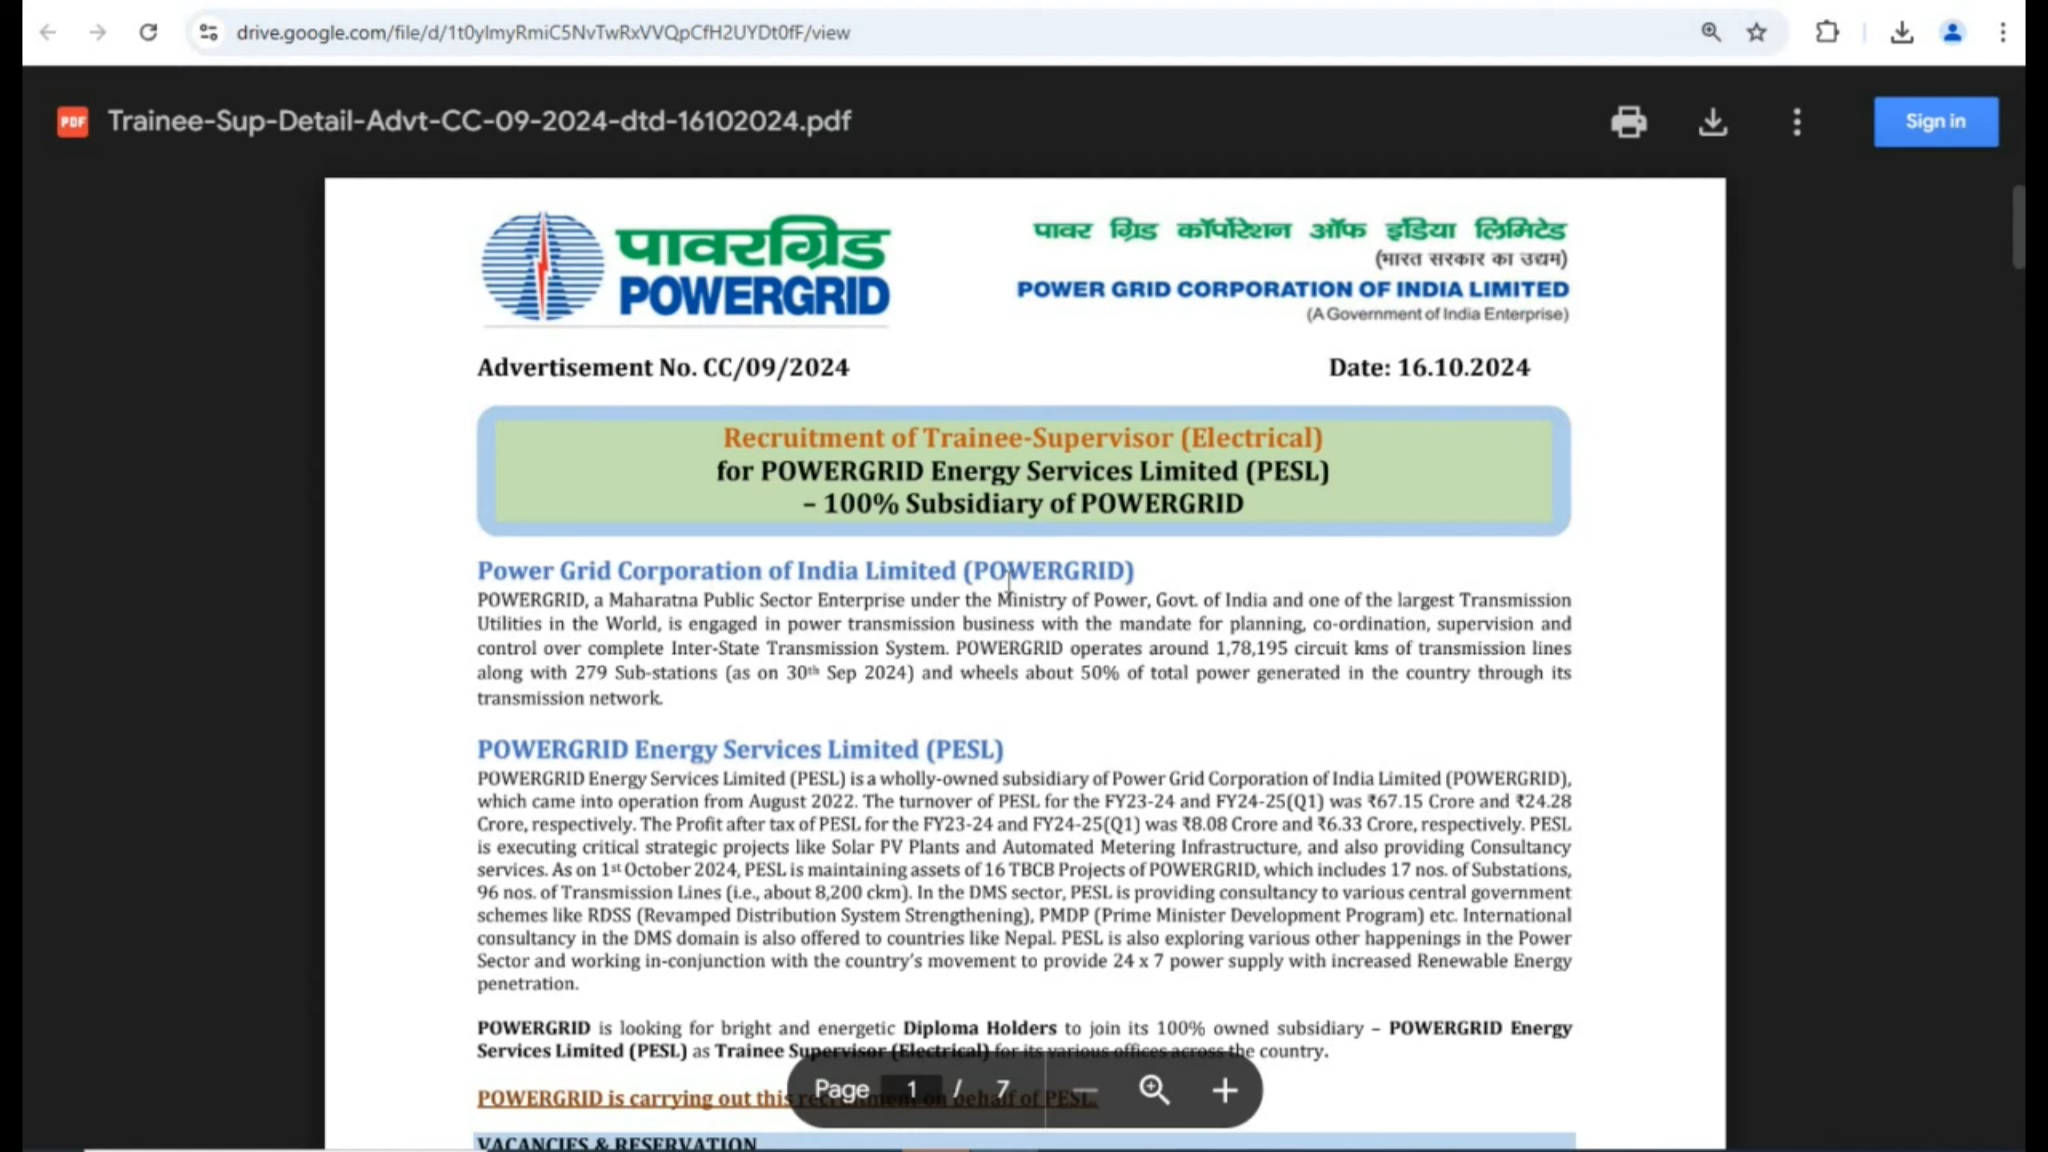 drive.google.com/file/d/1t0ylmyRmiC5NvTwRxVVQpCfH2UYDt0fF/view
PDF Trainee-Sup-Detail-Advt-CC-09-2024-dtd-16102024.pdf
Sign in
पावरग्रिड
POWERGRID
पावर ग्रिड कॉर्पोरेशन ऑफ इंडिया लिमिटेड
(भारत सरकार का उद्यम)
POWER GRID CORPORATION OF INDIA LIMITED
(A Government of India Enterprise)
Advertisement No. CC/09/2024 Date: 16.10.2024
Recruitment of Trainee-Supervisor (Electrical)
for POWERGRID Energy Services Limited (PESL)
– 100% Subsidiary of POWERGRID
Power Grid Corporation of India Limited (POWERGRID)
POWERGRID, a Maharatna Public Sector Enterprise under the Ministry of Power, Govt. of India and one of the largest Transmission
Utilities in the World, is engaged in power transmission business with the mandate for planning, co-ordination, supervision and
control over complete Inter-State Transmission System. POWERGRID operates around 1,78,195 circuit kms of transmission lines
along with 279 Sub-stations (as on 30th Sep 2024) and wheels about 50% of total power generated in the country through its
transmission network.
POWERGRID Energy Services Limited (PESL)
POWERGRID Energy Services Limited (PESL) is a wholly-owned subsidiary of Power Grid Corporation of India Limited (POWERGRID),
which came into operation from August 2022. The turnover of PESL for the FY23-24 and FY24-25(Q1) was ₹67.15 Crore and ₹24.28
Crore, respectively. The Profit after tax of PESL for the FY23-24 and FY24-25(Q1) was ₹8.08 Crore and ₹6.33 Crore, respectively. PESL
is executing critical strategic projects like Solar PV Plants and Automated Metering Infrastructure, and also providing Consultancy
services. As on 1st October 2024, PESL is maintaining assets of 16 TBCB Projects of POWERGRID, which includes 17 nos. of Substations,
96 nos. of Transmission Lines (i.e., about 8,200 ckm). In the DMS sector, PESL is providing consultancy to various central government
schemes like RDSS (Revamped Distribution System Strengthening), PMDP (Prime Minister Development Program) etc. International
consultancy in the DMS domain is also offered to countries like Nepal. PESL is also exploring various other happenings in the Power
Sector and working in-conjunction with the country's movement to provide 24 x 7 power supply with increased Renewable Energy
penetration.
POWERGRID is looking for bright and energetic Diploma Holders to join its 100% owned subsidiary – POWERGRID Energy
Services Limited (PESL) as Trainee Supervisor (Electrical) for its various offices across the country.
POWERGRID is carrying out this recruitment on behalf of PESL.
Page 1 / 7
VACANCIES & RESERVATION